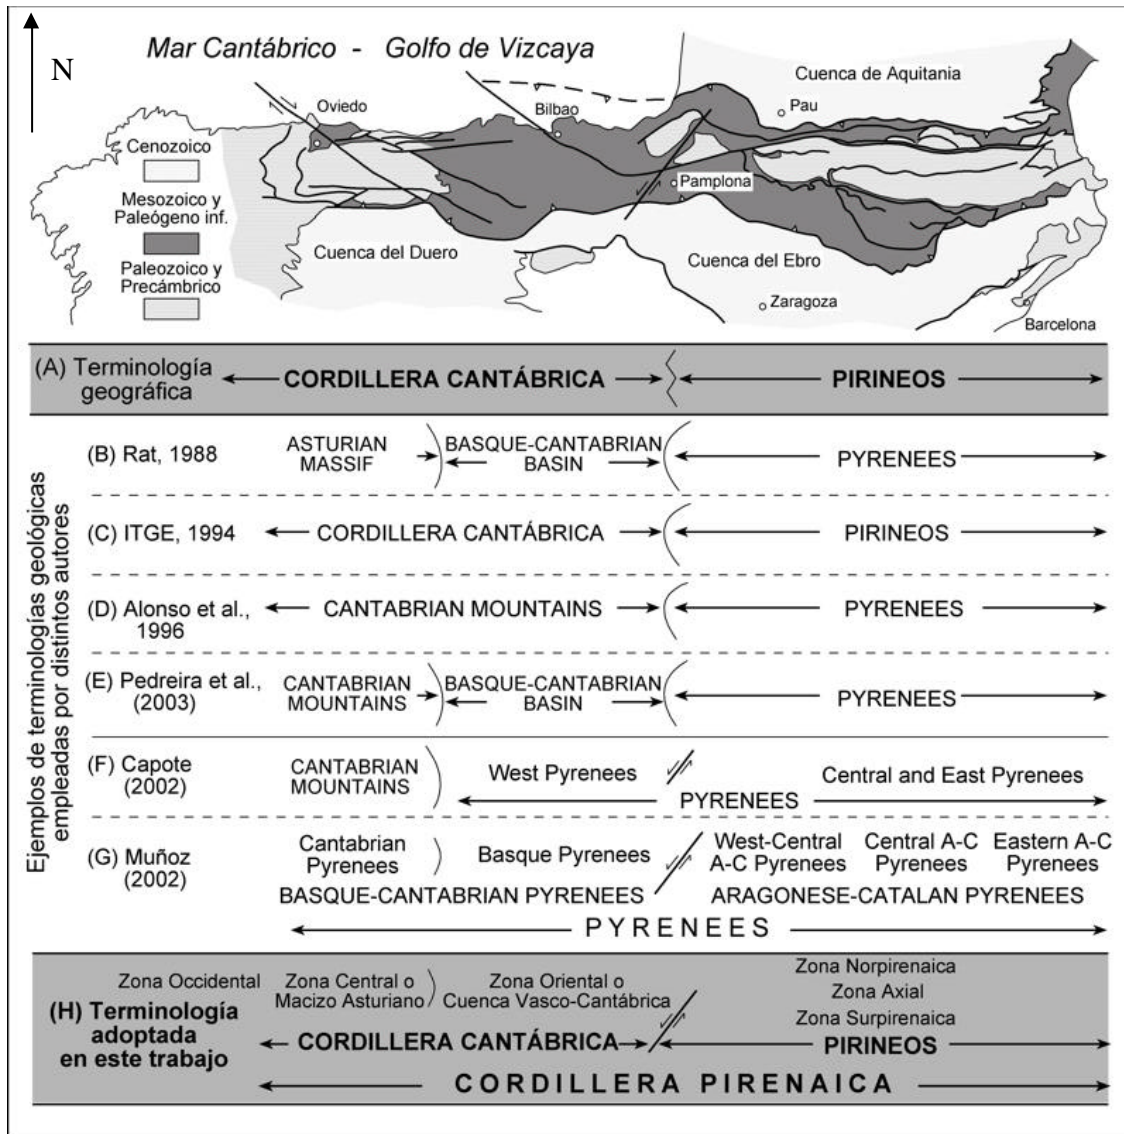 N
Mar Cantábrico - Golfo de Vizcaya
Cuenca de Aquitania
Oviedo
Bilbao
Pau
Cenozoico
Mesozoico y
Paleógeno inf.
Pamplona
Paleozoico y
Precámbrico
Cuenca del Duero
Cuenca del Ebro
Zaragoza
Barcelona
(A) Terminología
geográfica
CORDILLERA CANTÁBRICA
PIRINEOS
Ejemplos de terminologías geológicas
empleadas por distintos autores
(B) Rat, 1988
ASTURIAN
MASSIF
BASQUE-CANTABRIAN
BASIN
PYRENEES
(C) ITGE, 1994
CORDILLERA CANTÁBRICA
PIRINEOS
(D) Alonso et al.,
1996
CANTABRIAN MOUNTAINS
PYRENEES
(E) Pedreira et al.,
(2003)
CANTABRIAN
MOUNTAINS
BASQUE-CANTABRIAN
BASIN
PYRENEES
(F) Capote
(2002)
CANTABRIAN
MOUNTAINS
West Pyrenees
Central and East Pyrenees
PYRENEES
(G) Muñoz
(2002)
Cantabrian
Pyrenees
Basque Pyrenees
West-Central
A-C Pyrenees
Central A-C
Pyrenees
Eastern A-C
Pyrenees
BASQUE-CANTABRIAN PYRENEES
ARAGONESE-CATALAN PYRENEES
PYRENEES
(H) Terminología
adoptada
en este trabajo
Zona Occidental
Zona Central o
Macizo Asturiano
Zona Oriental o
Cuenca Vasco-Cantábrica
Zona Norpirenaica
Zona Axial
Zona Surpirenaica
CORDILLERA CANTÁBRICA
PIRINEOS
CORDILLERA PIRENAICA